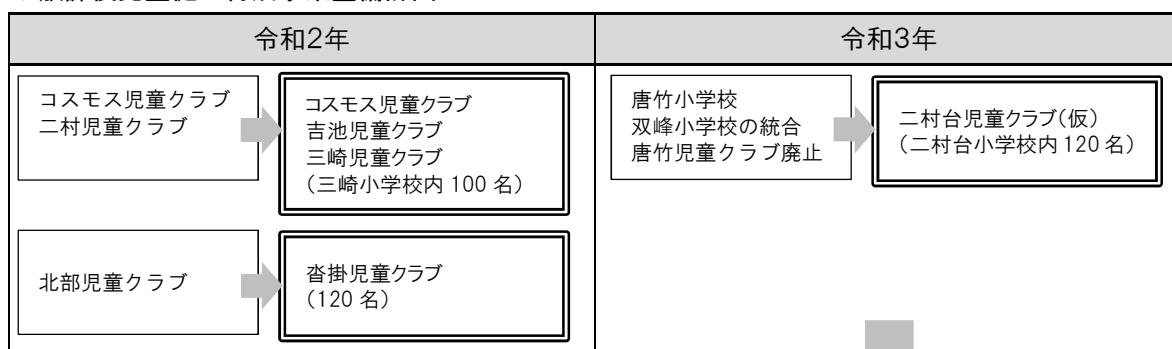 令和2年
令和3年
コスモス児童クラブ
二村児童クラブ
コスモス児童クラブ
吉池児童クラブ
三崎児童クラブ
(三崎小学校内 100 名)
唐竹小学校
双峰小学校の統合
唐竹児童クラブ廃止
二村台児童クラブ(仮)
(二村台小学校内 120 名)
北部児童クラブ
沓掛児童クラブ
(120 名)